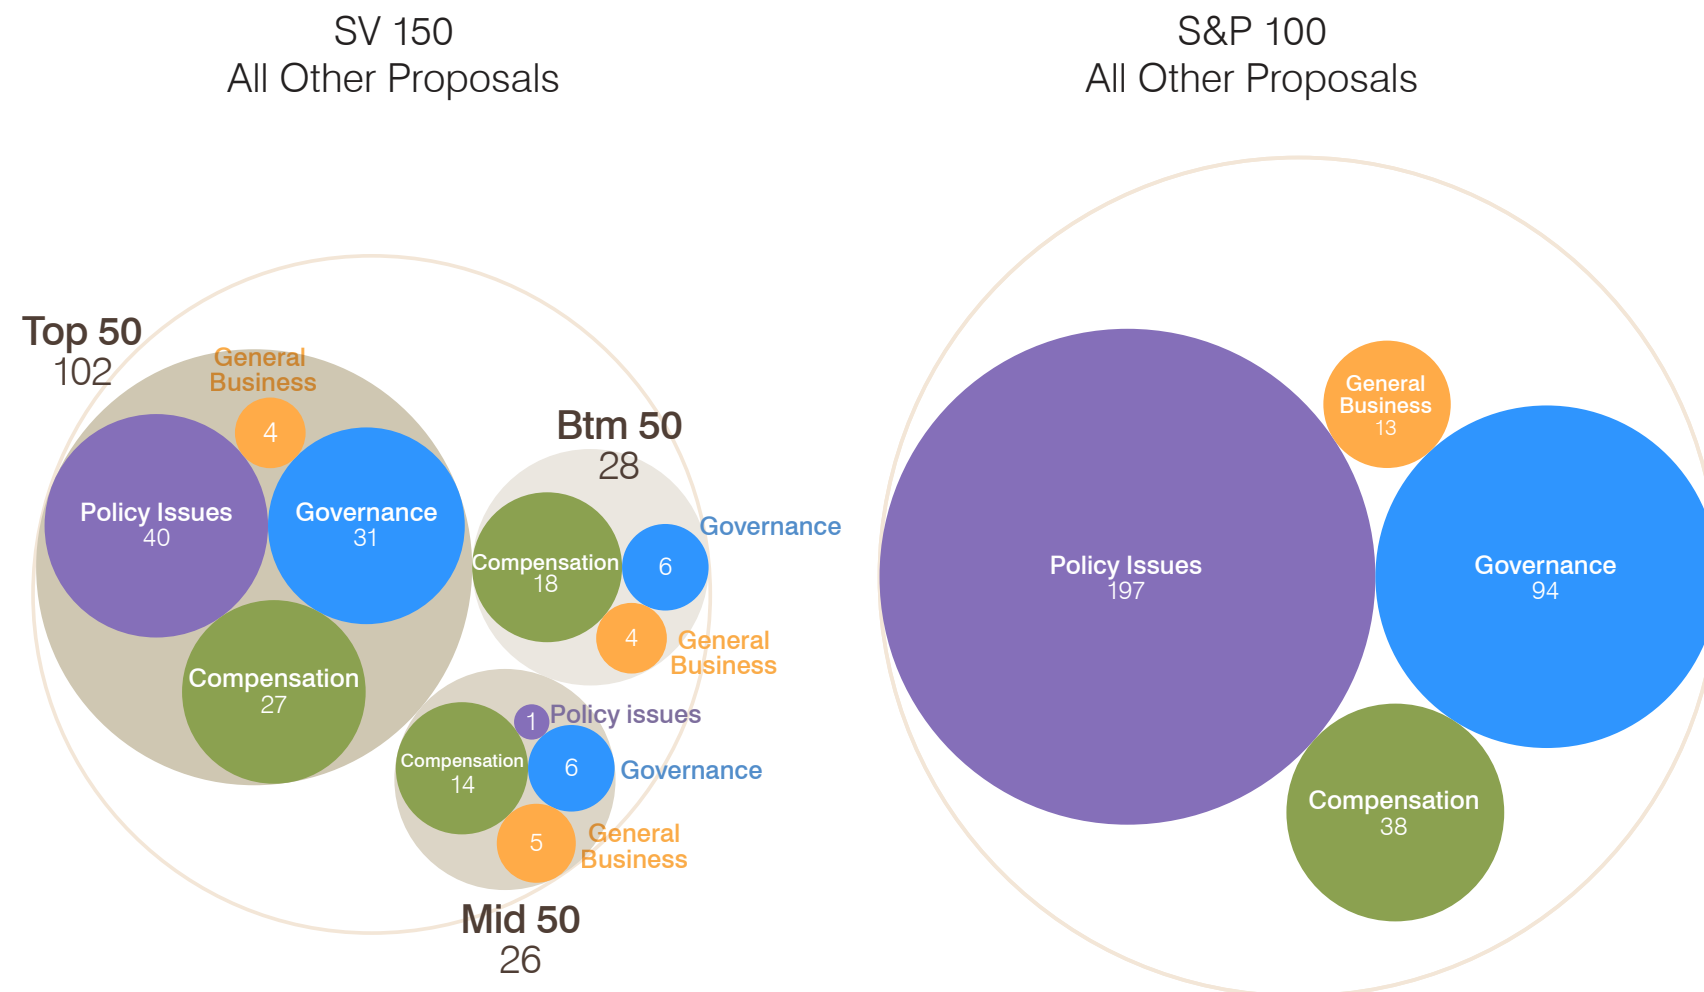 SV 150
All Other Proposals
S&P 100
All Other Proposals
Top 50
102
General
Business
4
Policy Issues
40
Governance
31
Compensation
27
Btm 50
28
Governance
6
Compensation
18
4
General
Business
1
Policy issues
Compensation
14
6
Governance
5
General
Business
Mid 50
26
General
Business
13
Policy Issues
197
Governance
94
Compensation
38